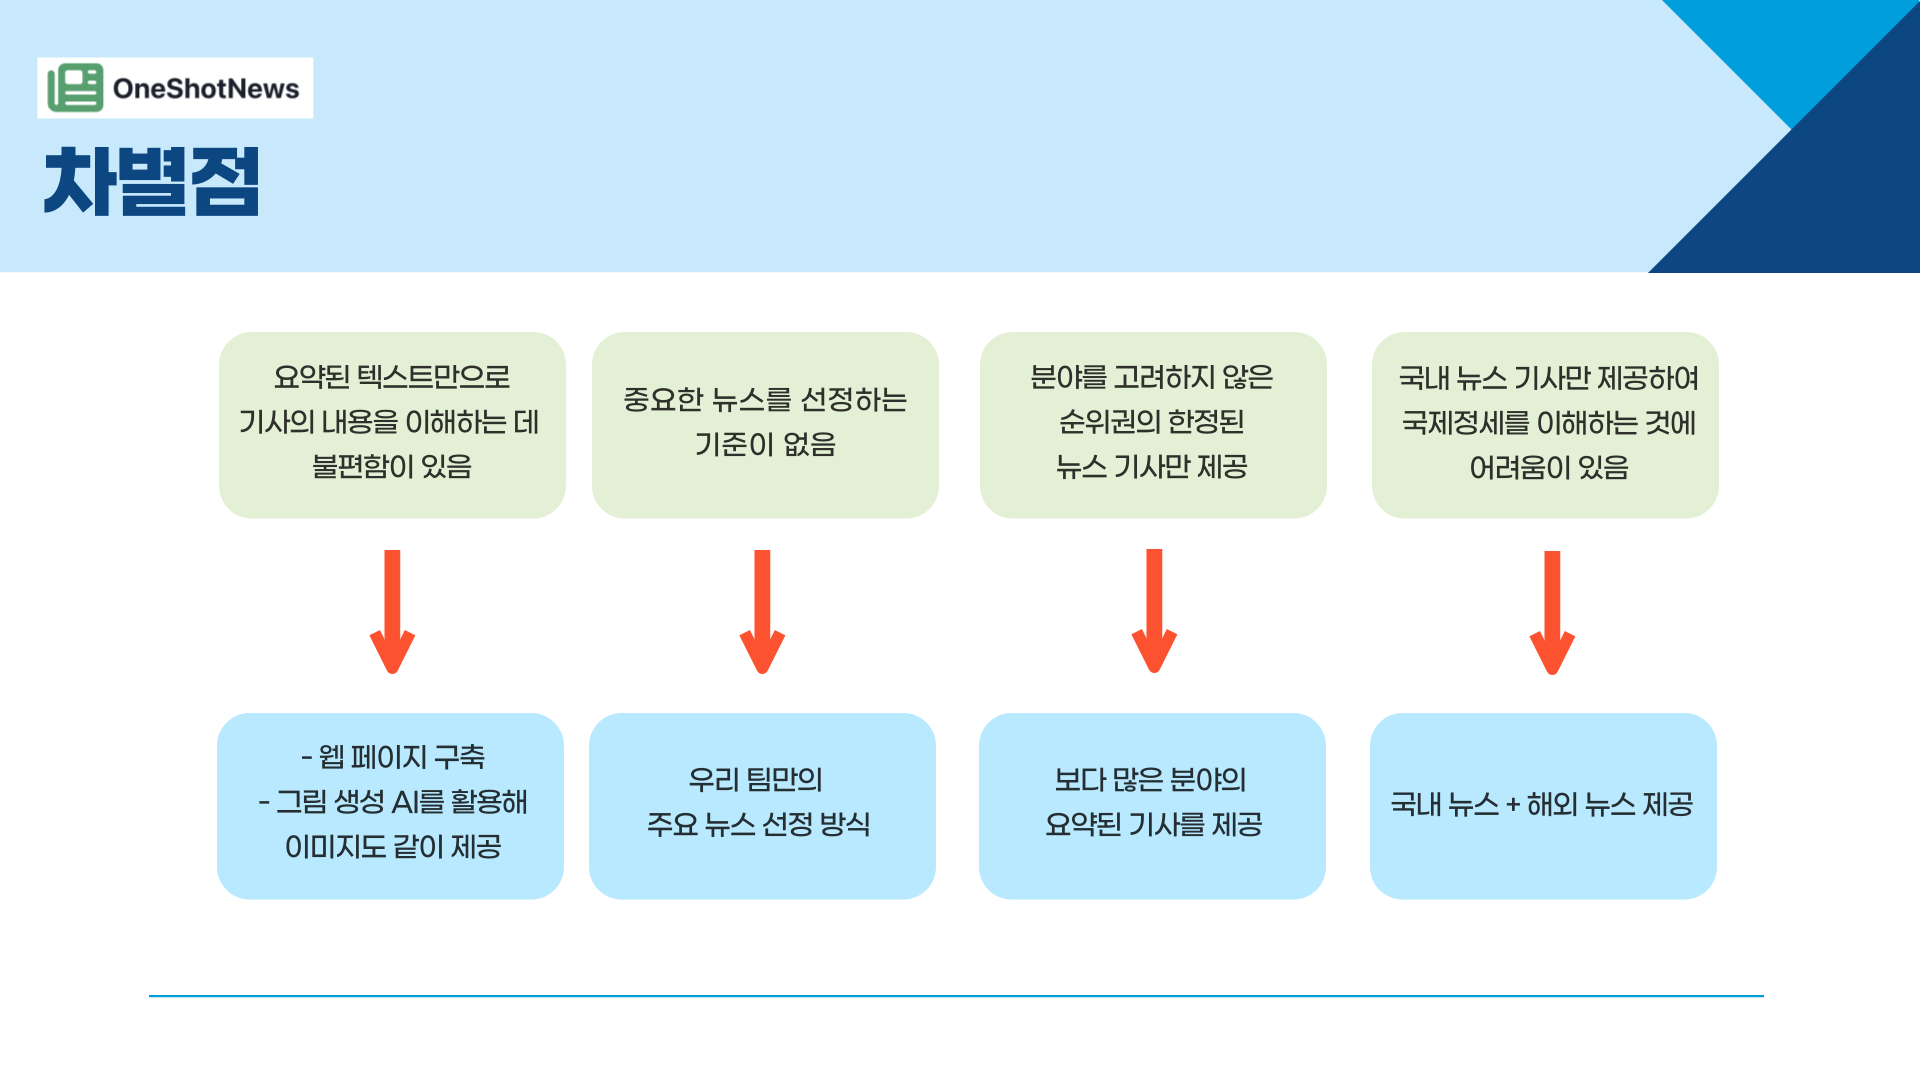 OneShotNews
차별점
요약된 텍스트만으로
기사의 내용을 이해하는 데
불편함이 있음
중요한 뉴스를 선정하는
기준이 없음
분야를 고려하지 않은
순위권의 한정된
뉴스 기사만 제공
국내 뉴스 기사만 제공하여
국제정세를 이해하는 것에
어려움이 있음
- 웹 페이지 구축
- 그림 생성 AI를 활용해
이미지도 같이 제공
우리 팀만의
주요 뉴스 선정 방식
보다 많은 분야의
요약된 기사를 제공
국내 뉴스 + 해외 뉴스 제공